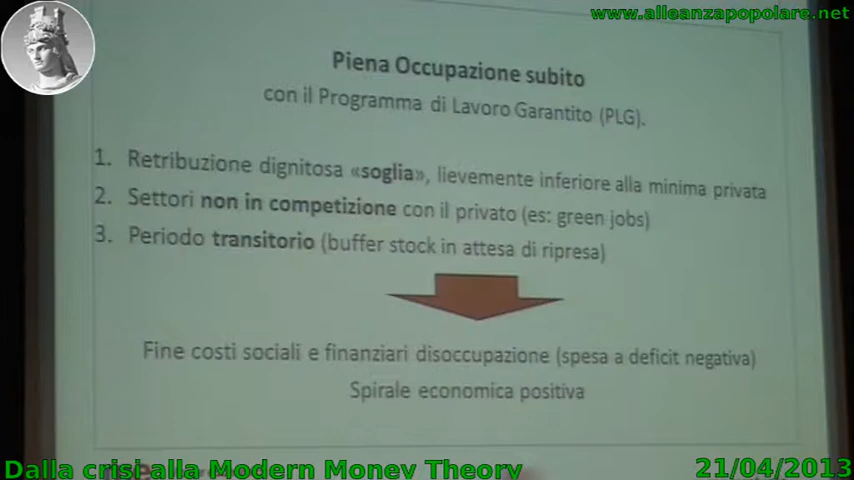 www.alleanzapopolare.net
Piena Occupazione subito
con il Programma di Lavoro Garantito (PLG).
1. Retribuzione dignitosa «soglia», lievemente inferiore alla minima privata
2. Settori non in competizione con il privato (es: green jobs)
3. Periodo transitorio (buffer stock in attesa di ripresa)
Fine costi sociali e finanziari disoccupazione (spesa a deficit negativa)
Spirale economica positiva
Dalla crisi alla Modern Money Theory
21/04/2013